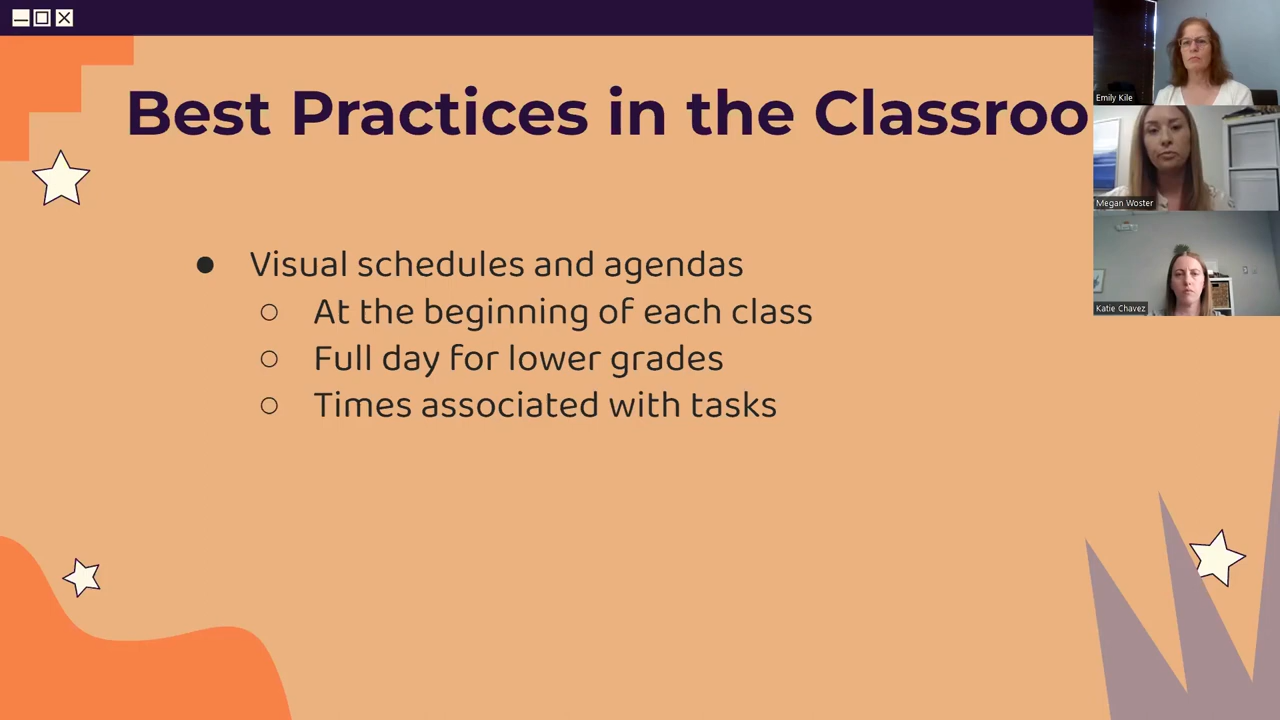 Best Practices in the Classroo
Visual schedules and agendas
At the beginning of each class
Full day for lower grades
Times associated with tasks
Emily Kile
Megan Woster
Katie Chavez